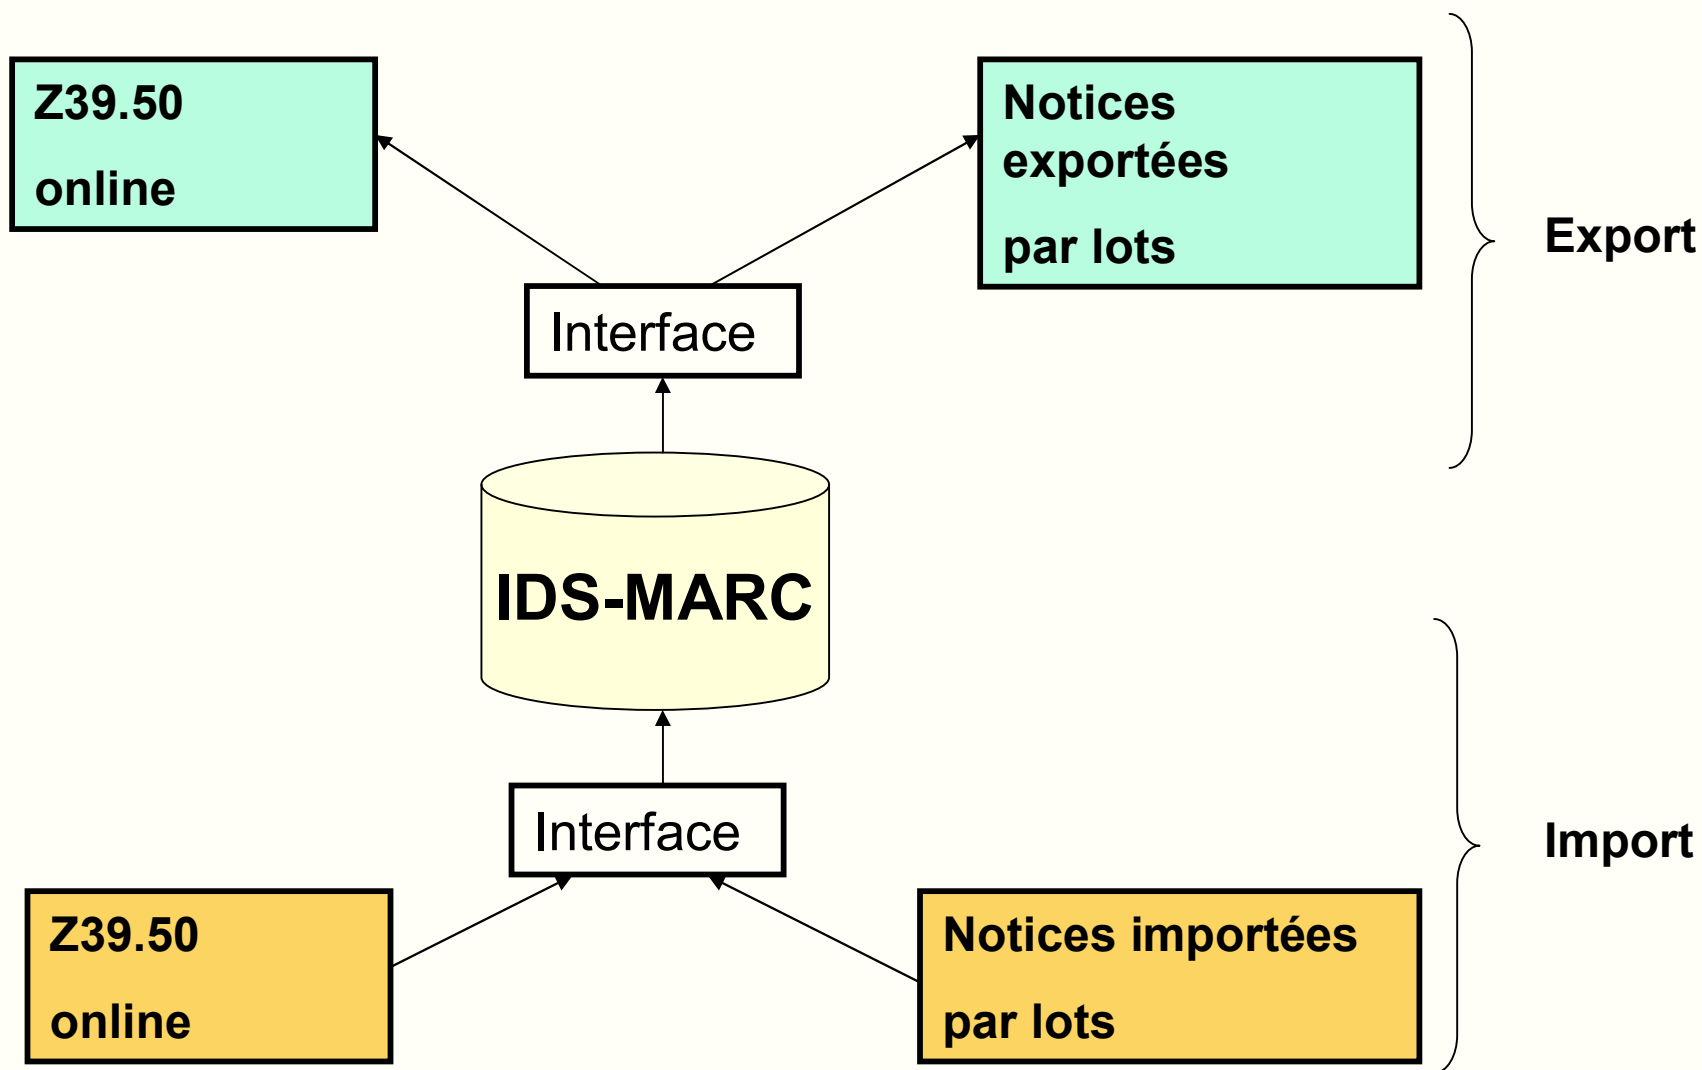 Z39.50
online
Notices
exportées
par lots
Export
Interface
IDS-MARC
Interface
Import
Z39.50
online
Notices importées
par lots